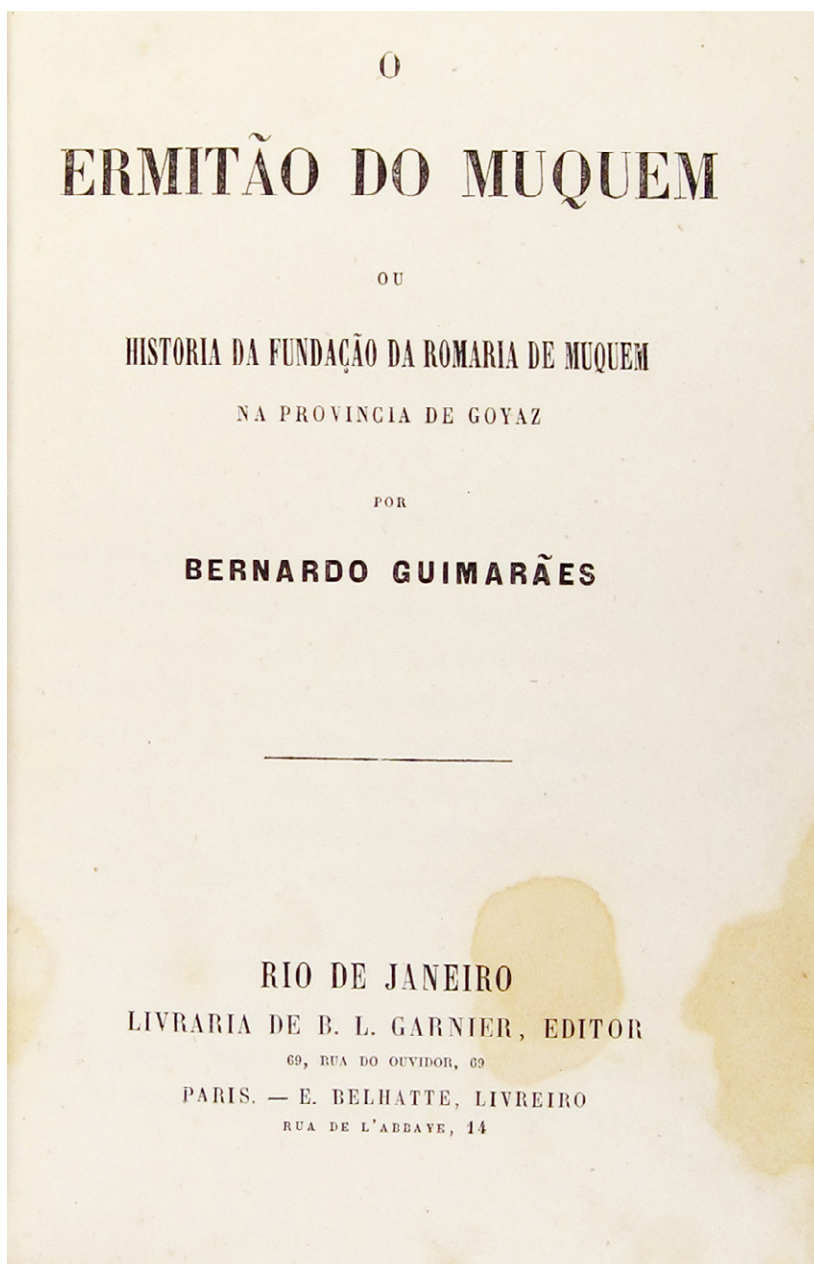 O
ERMITÃO DO MUQUEM
OU
HISTORIA DA FUNDAÇÃO DA ROMARIA DE MUQUEM
NA PROVINCIA DE GOYAZ
POR
BERNARDO GUIMARÃES
RIO DE JANEIRO
LIVRARIA DE B. L. GARNIER, EDITOR
69, RUA DO OUVIDOR, 69
PARIS. — E. BELHATTE, LIVREIRO
RUA DE L'ABBAYE, 14